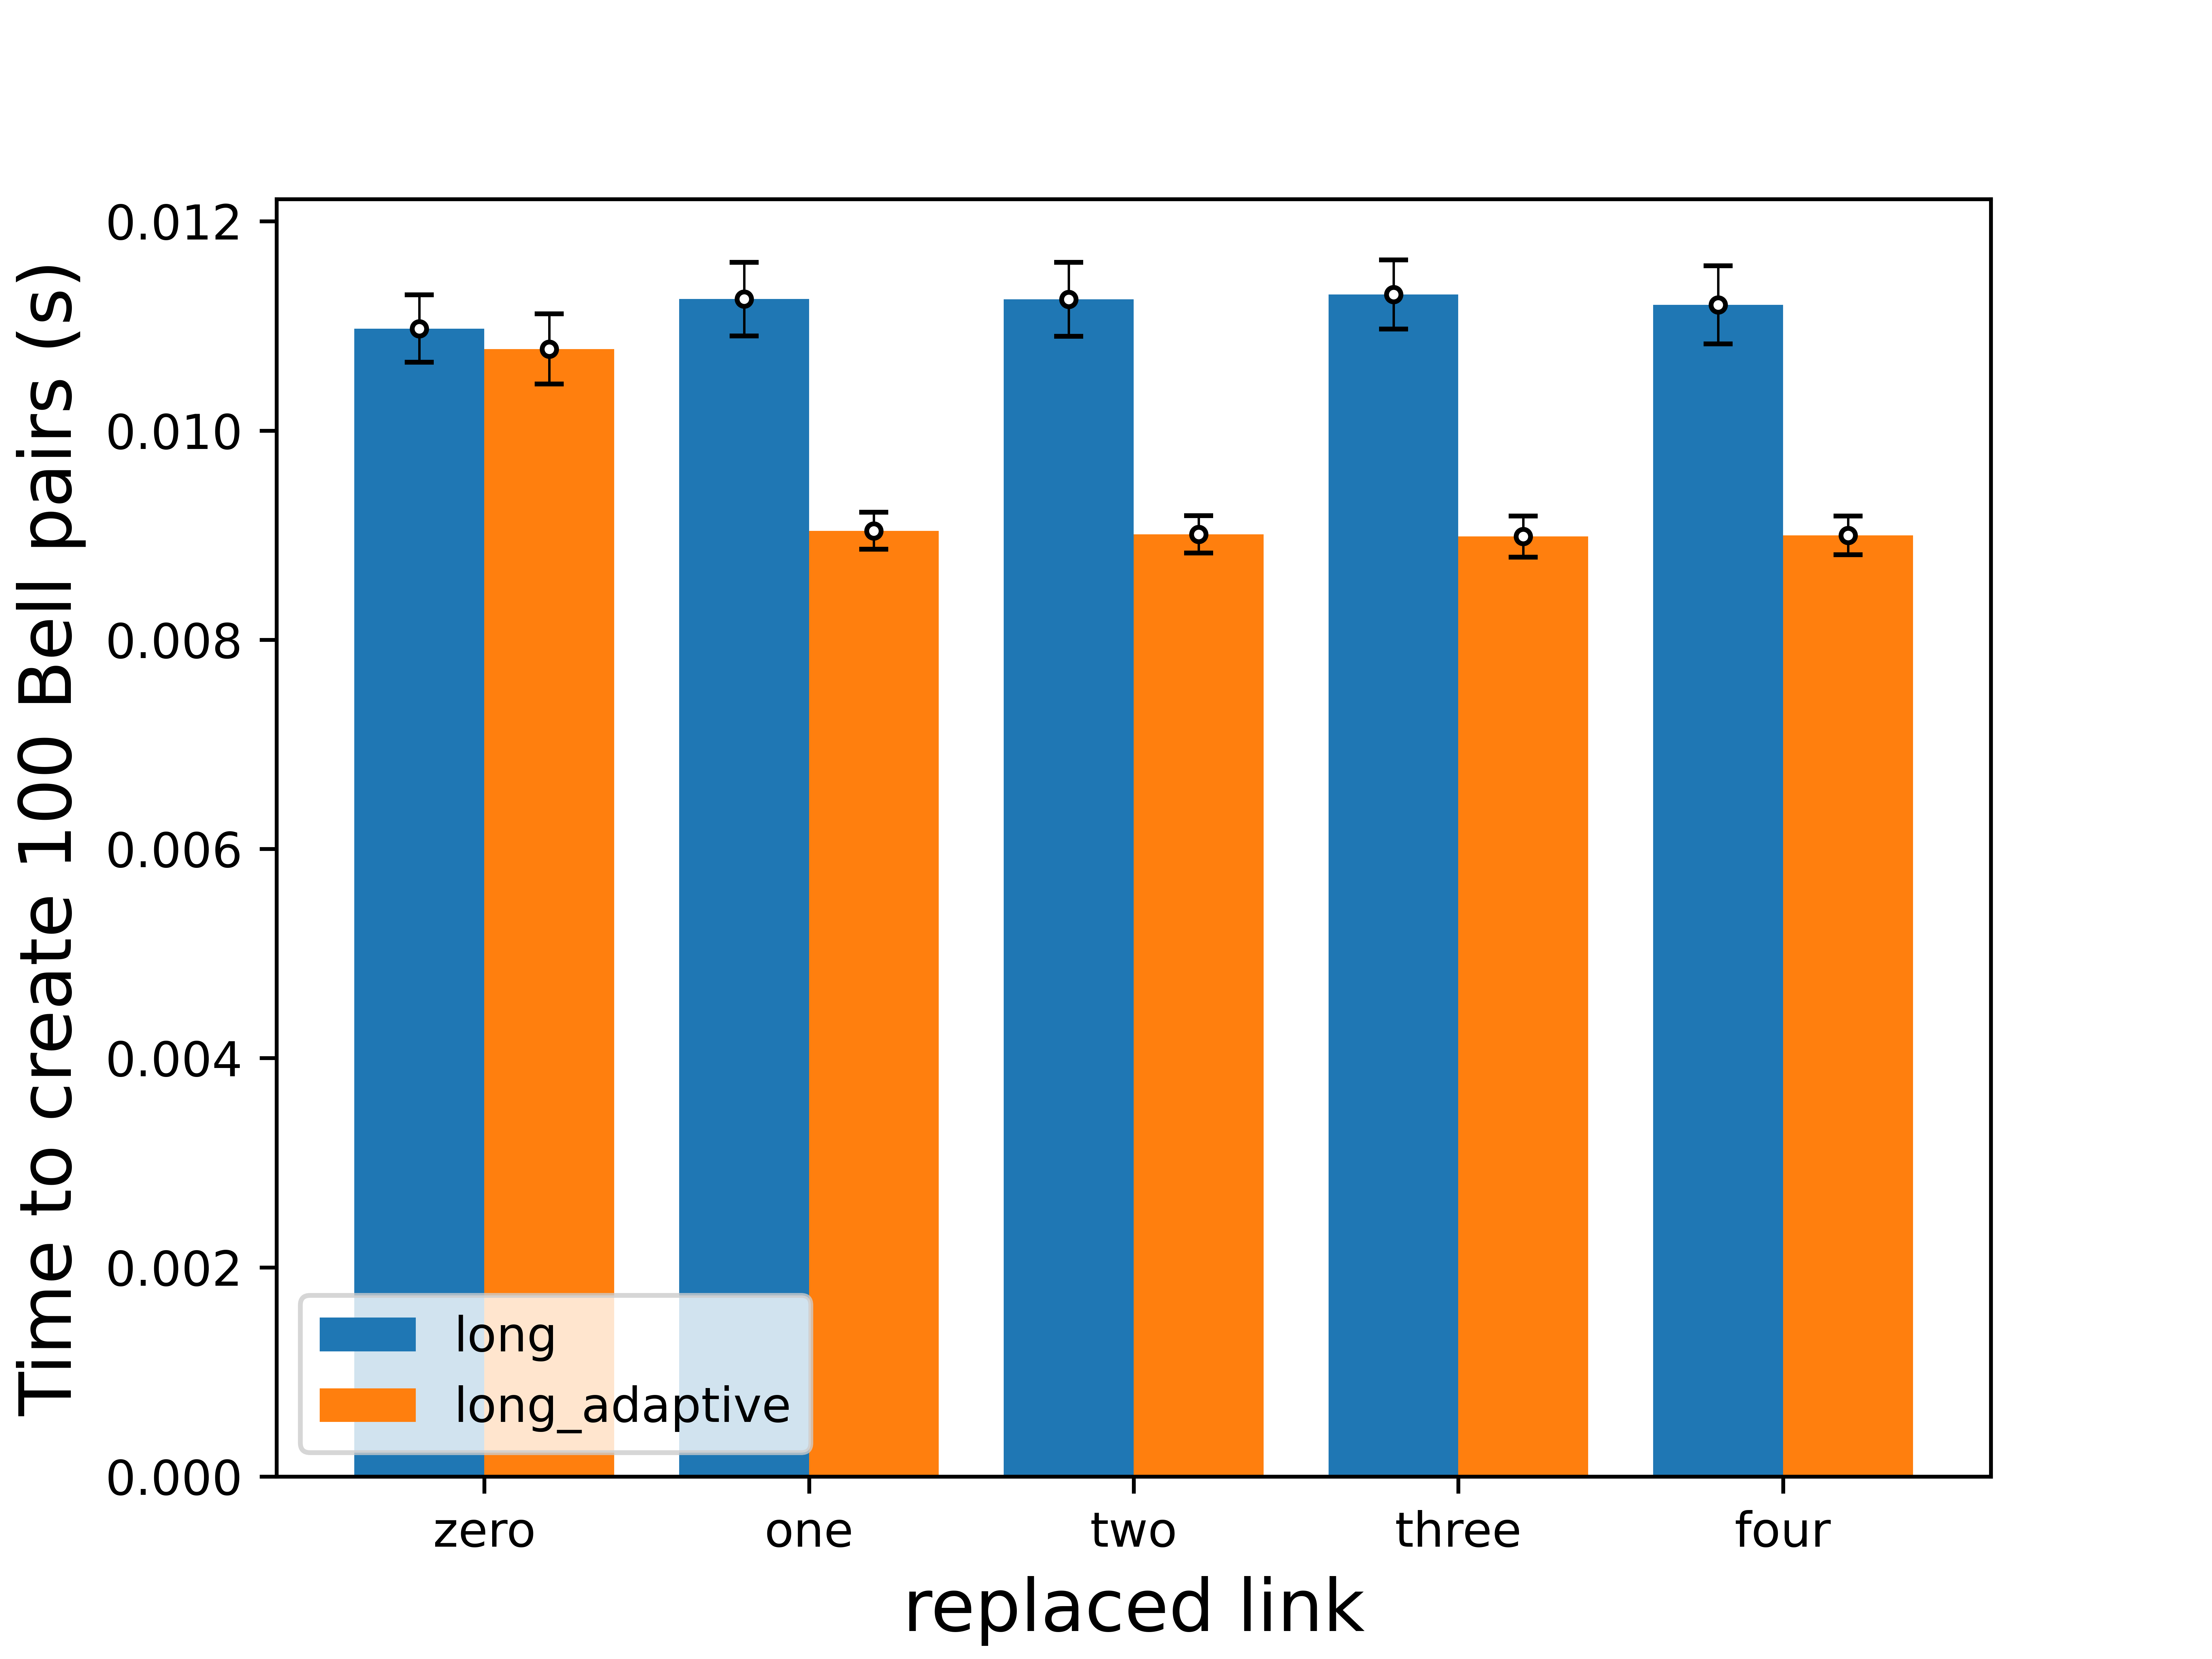 Time to create 100 Bell pairs (s)
0.012
0.010
0.008
0.006
0.004
0.002
0.000
long
long_adaptive
zero one two three four
replaced link